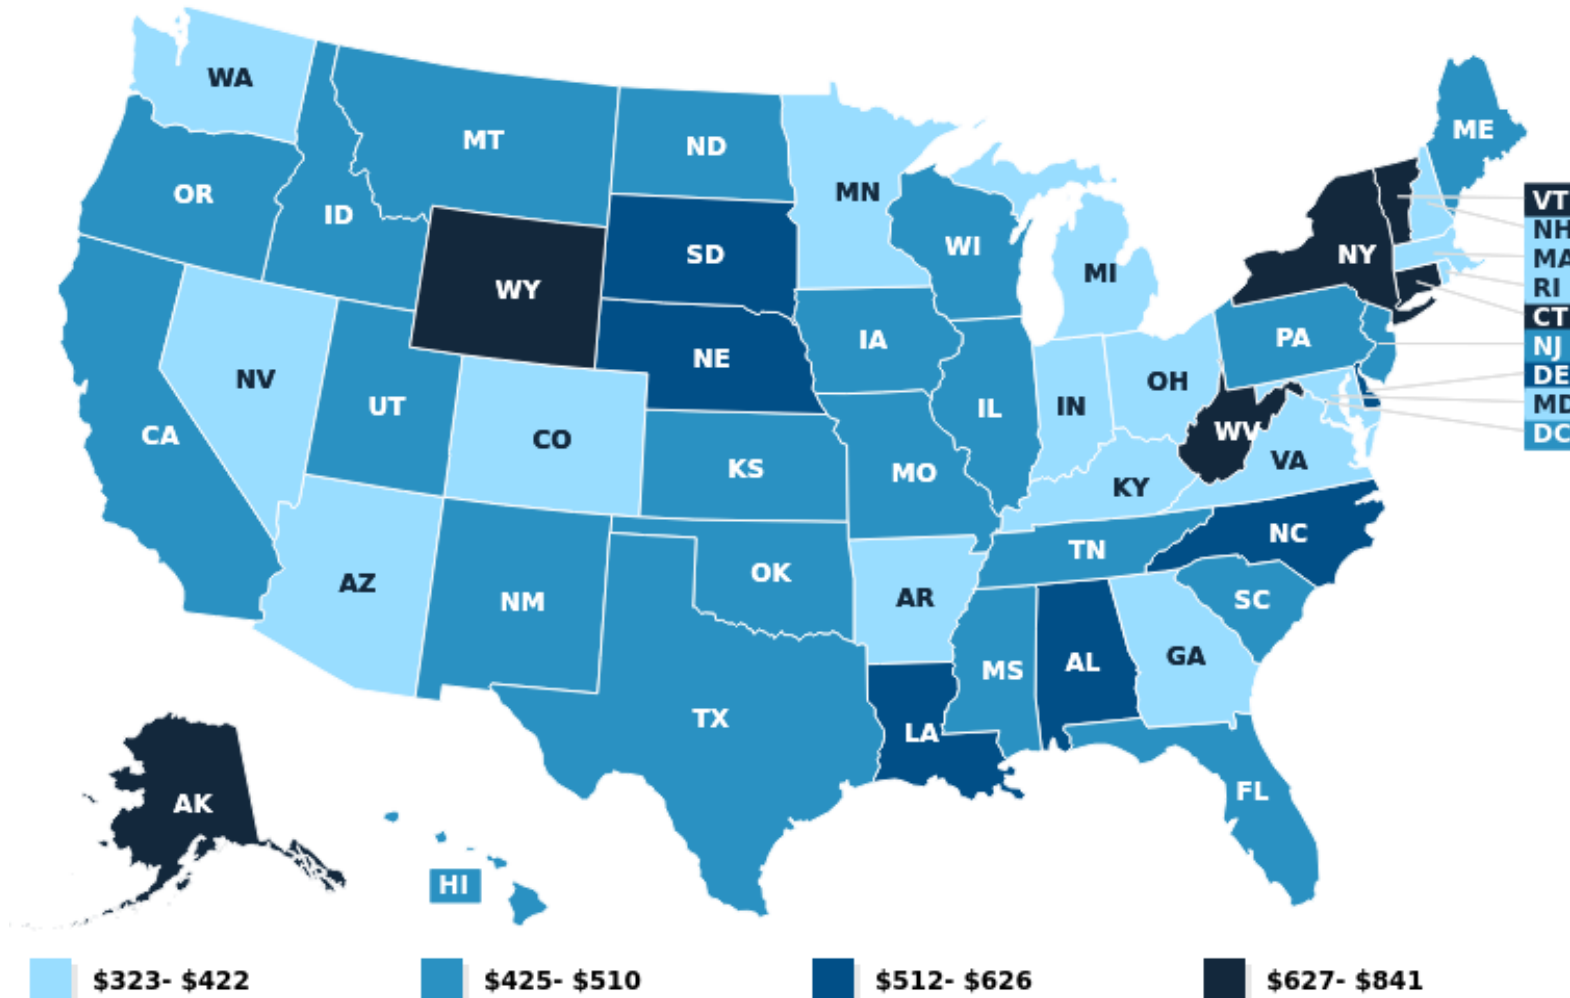 WA
MT
ND
ME
OR
ID
MN
VT
NH
MA
RI
CT
NJ
DE
MD
DC
SD
WI
NY
WY
MI
NE
IA
PA
NV
UT
CO
OH
IN
IL
CA
KS
MO
WV
VA
KY
NC
TN
AZ
NM
OK
AR
SC
MS
AL
GA
TX
LA
FL
AK
HI
$323- $422
$425- $510
$512- $626
$627- $841